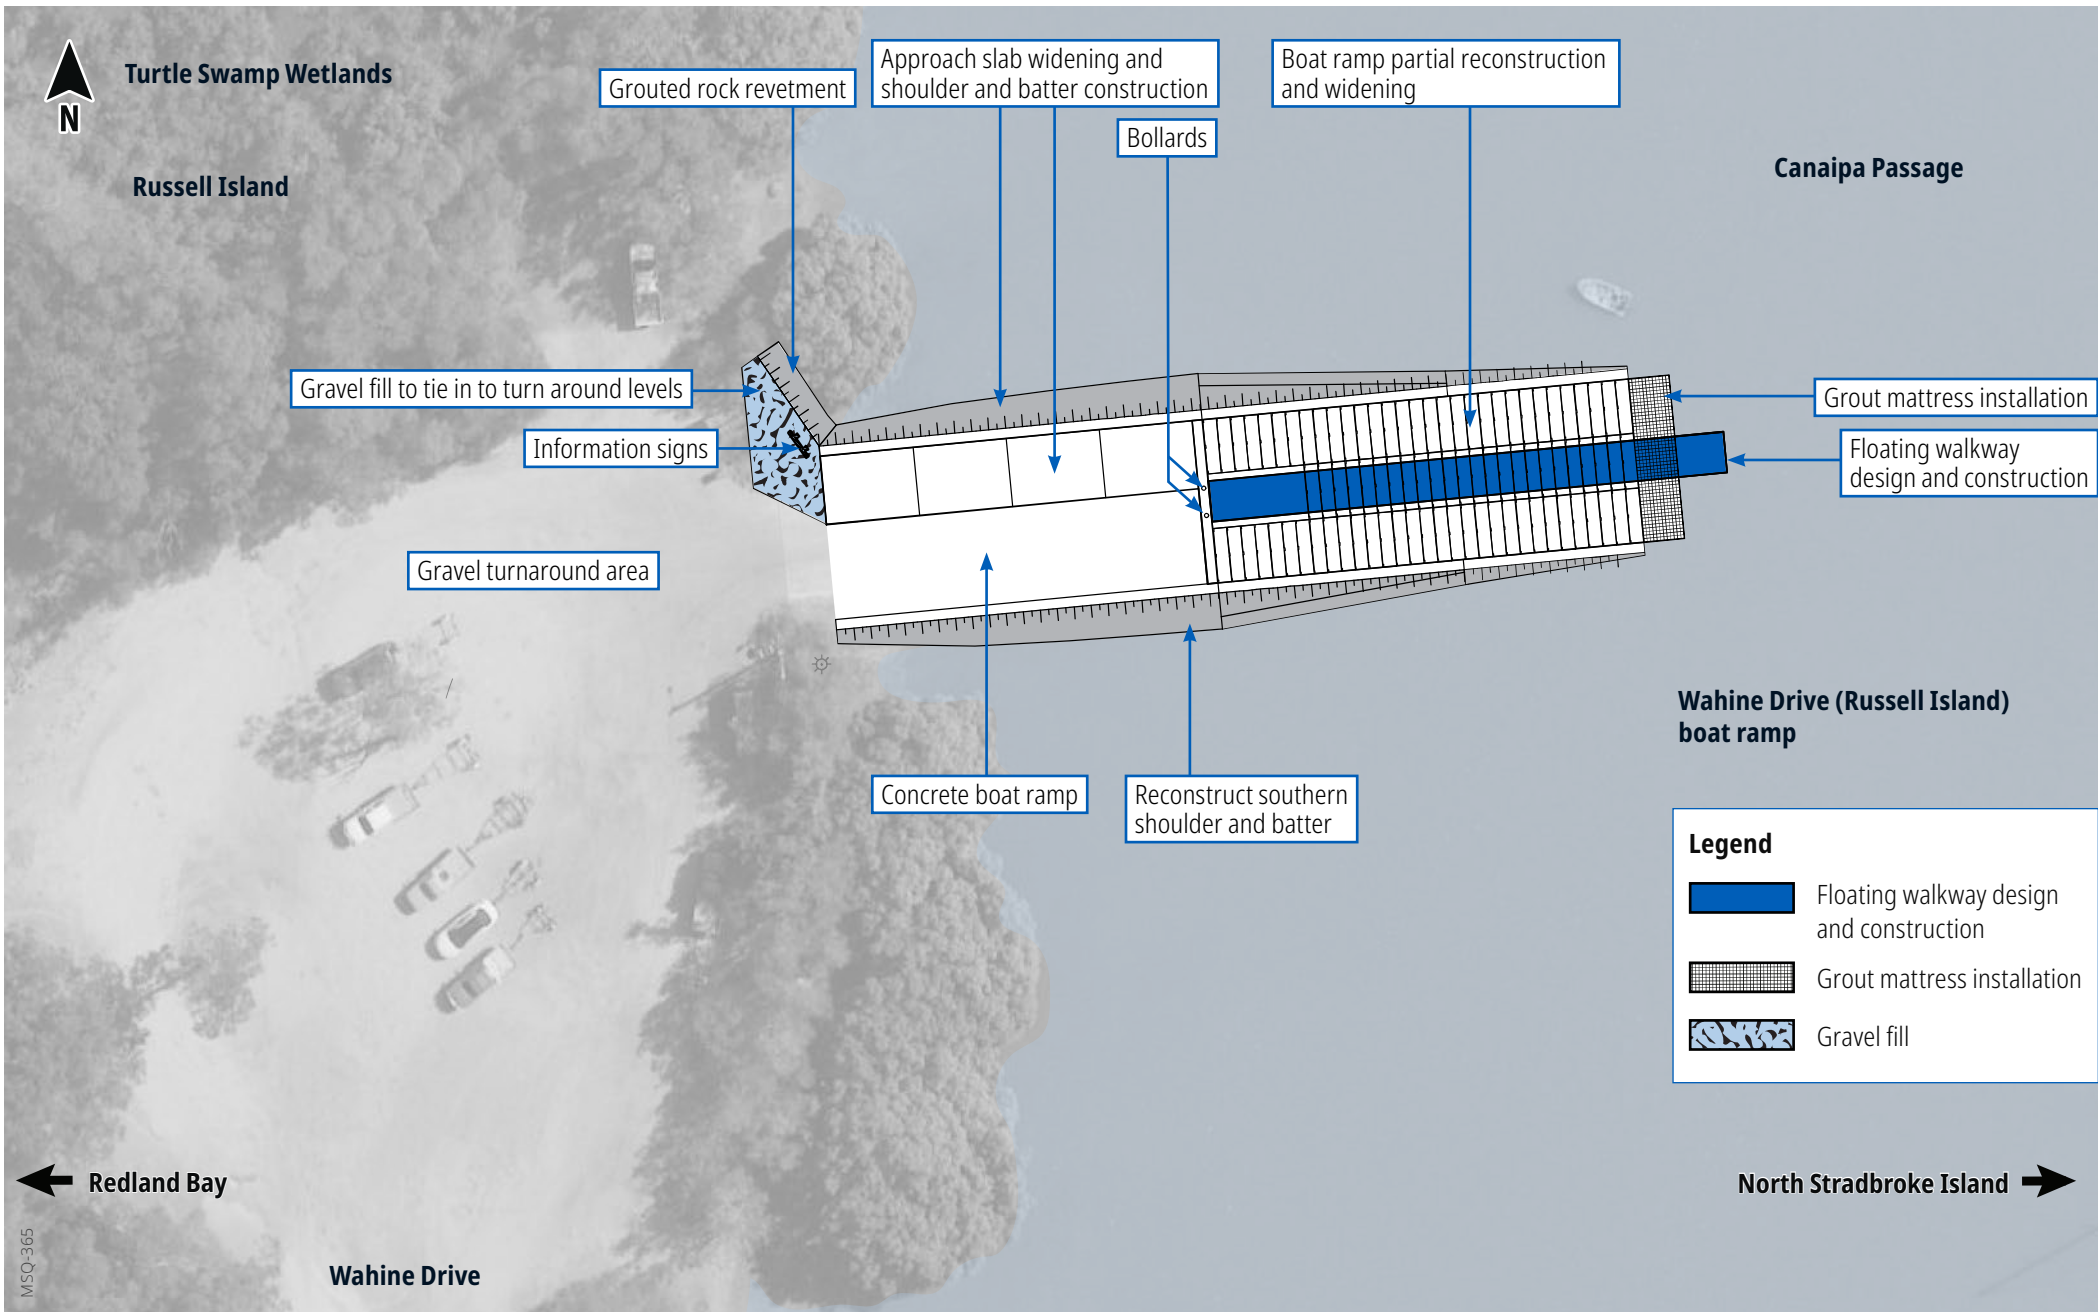 Turtle Swamp Wetlands
N
Russell Island
Grouted rock revetment
Approach slab widening and
shoulder and batter construction
Bollards
Boat ramp partial reconstruction
and widening
Canaipa Passage
Gravel fill to tie in to turn around levels
Information signs
Gravel turnaround area
Grout mattress installation
Floating walkway
design and construction
Concrete boat ramp
Reconstruct southern
shoulder and batter
Wahine Drive (Russell Island)
boat ramp
Legend
Floating walkway design
and construction
Grout mattress installation
Gravel fill
Redland Bay
North Stradbroke Island
Wahine Drive
MSQ-365